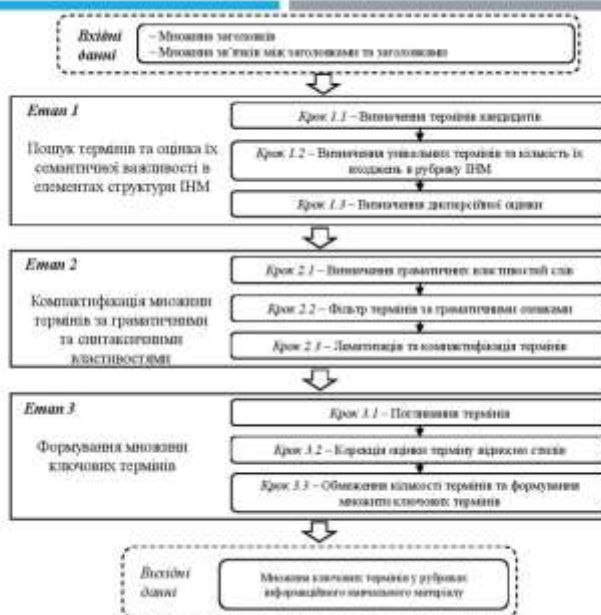 Вхідні
данні
– Множина заголовків
– Множина зв'язків між заголовками та заголовками
Етап 1
Пошук термінів та оцінка їх
семантичної важливості в
елементах структури ІНМ
Крок 1.1 – Визначення термінів кандидатів
Крок 1.2 – Визначення унікальних термінів та кількість їх
входжень в рубрику ІНМ
Крок 1.3 – Визначення дисперсійної оцінки
Етап 2
Компактифікація множини
термінів за граматичними
та синтаксичними
властивостями
Крок 2.1 – Визначення граматичних властивостей слів
Крок 2.2 – Фільтр термінів за граматичними ознаками
Крок 2.3 – Лематизація та компактифікація термінів
Етап 3
Формування множини
ключових термінів
Крок 3.1 – Поглинання термінів
Крок 3.2 – Корекція оцінки терміну відносно стилів
Крок 3.3 – Обмеження кількості термінів та формування
множини ключових термінів
Вихідні
данні
Множина ключових термінів у рубриках
інформаційного навчального матеріалу